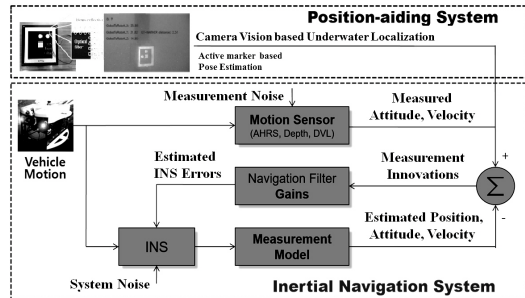 Position-aiding System
Camera Vision based Underwater Localization
Active marker based
Pose Estimation
Measurement Noise
Motion Sensor
(AHRS, Depth, DVL)
Measured
Attitude, Velocity
Vehicle
Motion
Estimated
INS Errors
Navigation Filter
Gains
Measurement
Innovations
+
Σ
-
INS
Measurement
Model
Estimated Position,
Attitude, Velocity
System Noise
Inertial Navigation System